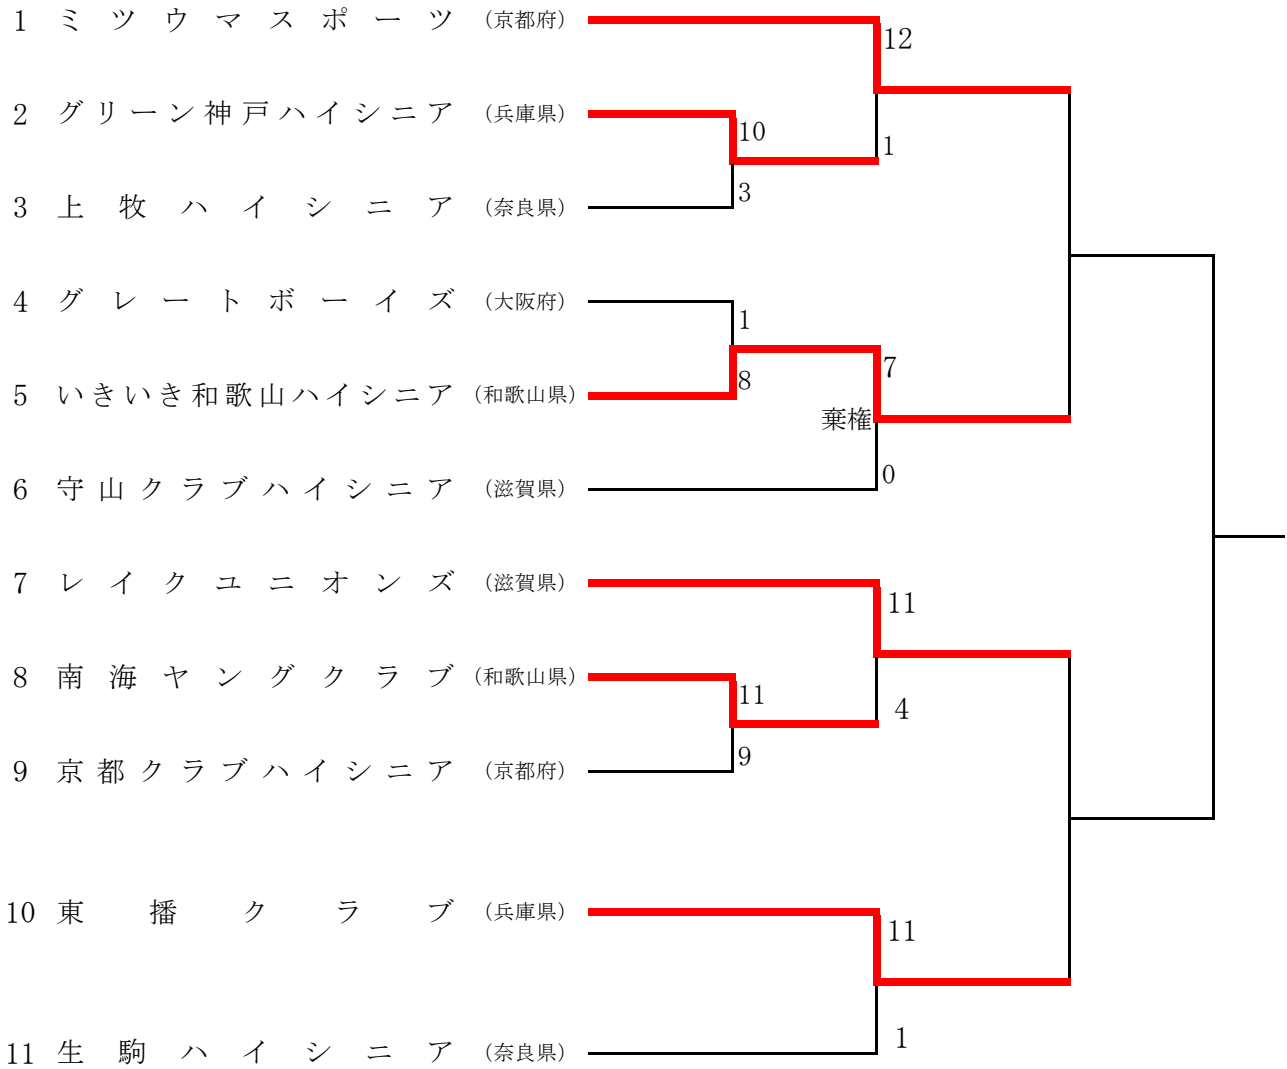 1 ミツウマスポーツ (京都府)
12
2 グリーン神戸ハイシニア (兵庫県)
10
1
3 上牧ハイシニア (奈良県)
3
4 グレートボーイズ (大阪府)
1
7
5 いきいき和歌山ハイシニア (和歌山県)
8
棄権
6 守山クラブハイシニア (滋賀県)
0
7 レイクユニオンズ (滋賀県)
11
8 南海ヤングクラブ (和歌山県)
11
4
9 京都クラブハイシニア (京都府)
9
10 東播クラブ (兵庫県)
11
11 生駒ハイシニア (奈良県)
1